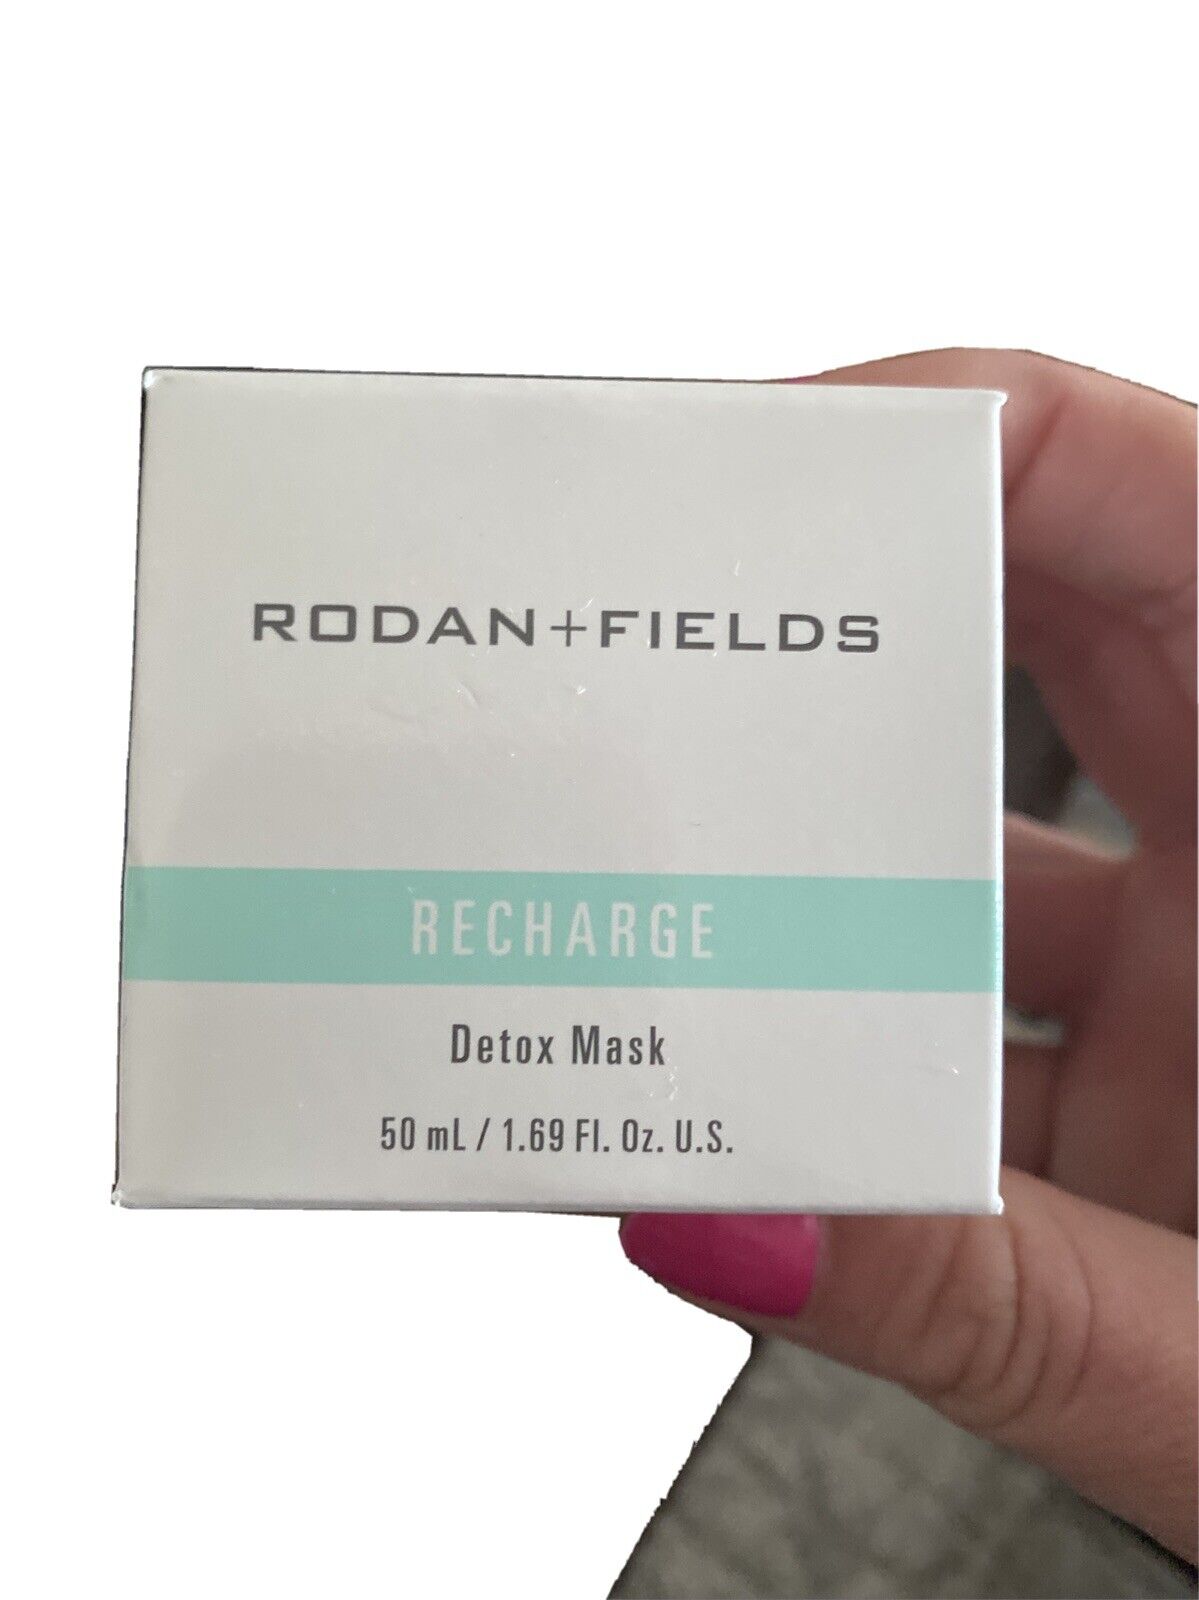 RODAN+FIELDS
RECHARGE
Detox Mask
50 mL / 1.69 Fl. Oz. U.S.